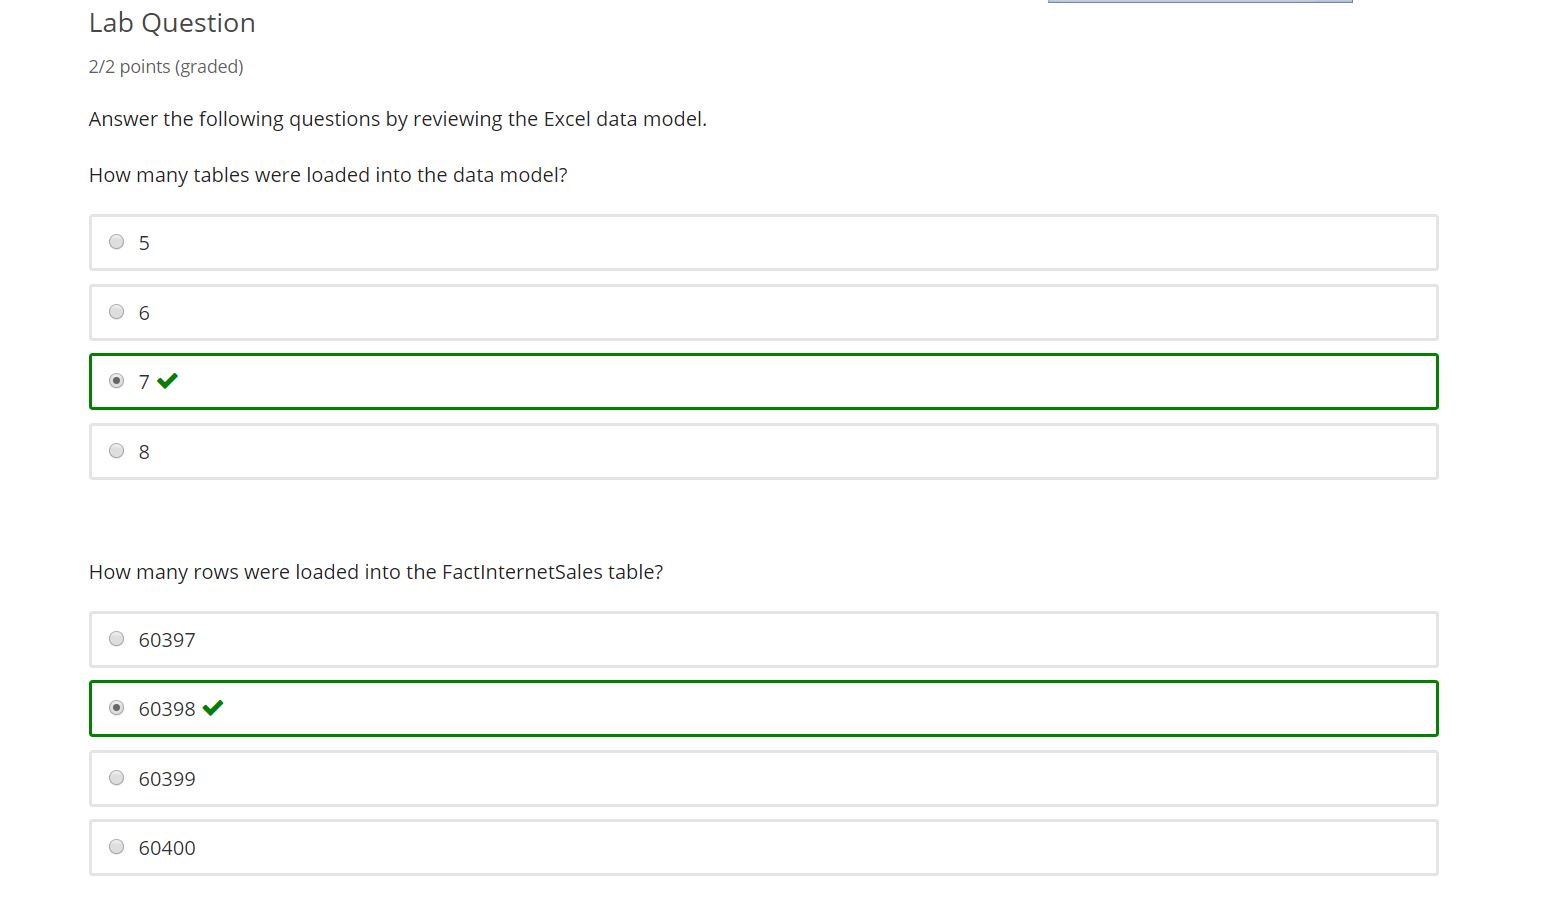 Lab Question
2/2 points (graded)
Answer the following questions by reviewing the Excel data model.
How many tables were loaded into the data model?
5
6
7
8
How many rows were loaded into the FactInternetSales table?
60397
60398
60399
60400